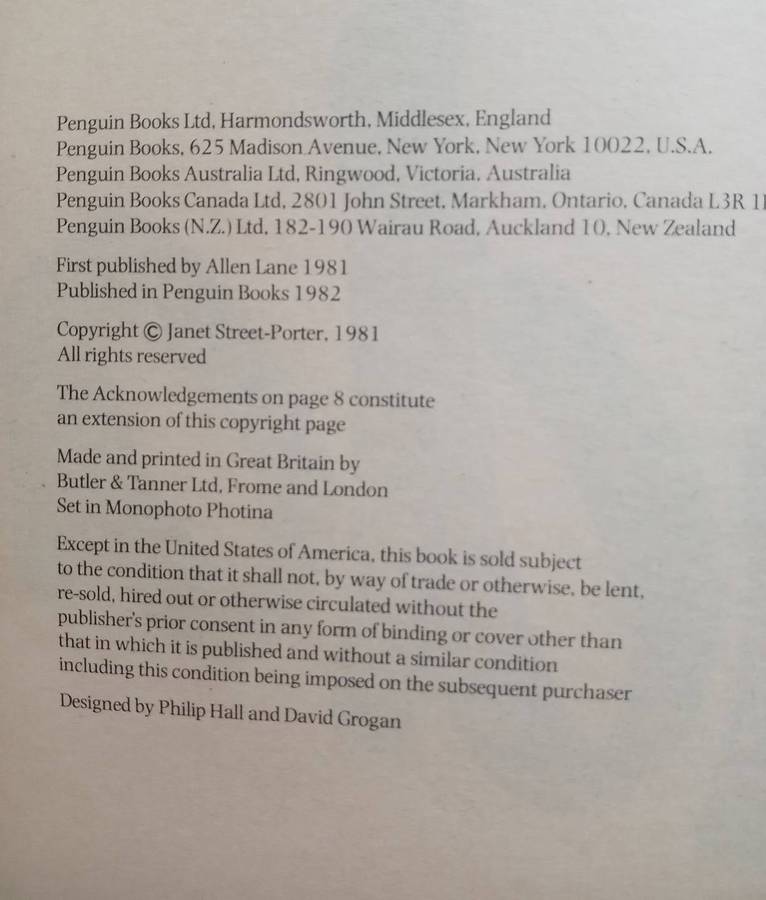 Penguin Books Ltd, Harmondsworth, Middlesex, England
Penguin Books, 625 Madison Avenue, New York, New York 10022, U.S.A.
Penguin Books Australia Ltd, Ringwood, Victoria, Australia
Penguin Books Canada Ltd, 2801 John Street, Markham, Ontario, Canada L3R
Penguin Books (N.Z.) Ltd, 182-190 Wairau Road, Auckland 10, New Zealand
First published by Allen Lane 1981
Published in Penguin Books 1982
Copyright © Janet Street-Porter, 1981
All rights reserved
The Acknowledgements on page 8 constitute
an extension of this copyright page
Made and printed in Great Britain by
Butler & Tanner Ltd, Frome and London
Set in Monophoto Photina
Except in the United States of America, this book is sold subject
to the condition that it shall not, by way of trade or otherwise, be lent,
re-sold, hired out or otherwise circulated without the
publisher's prior consent in any form of binding or cover other than
that in which it is published and without a similar condition
including this condition being imposed on the subsequent purchaser
Designed by Philip Hall and David Grogan